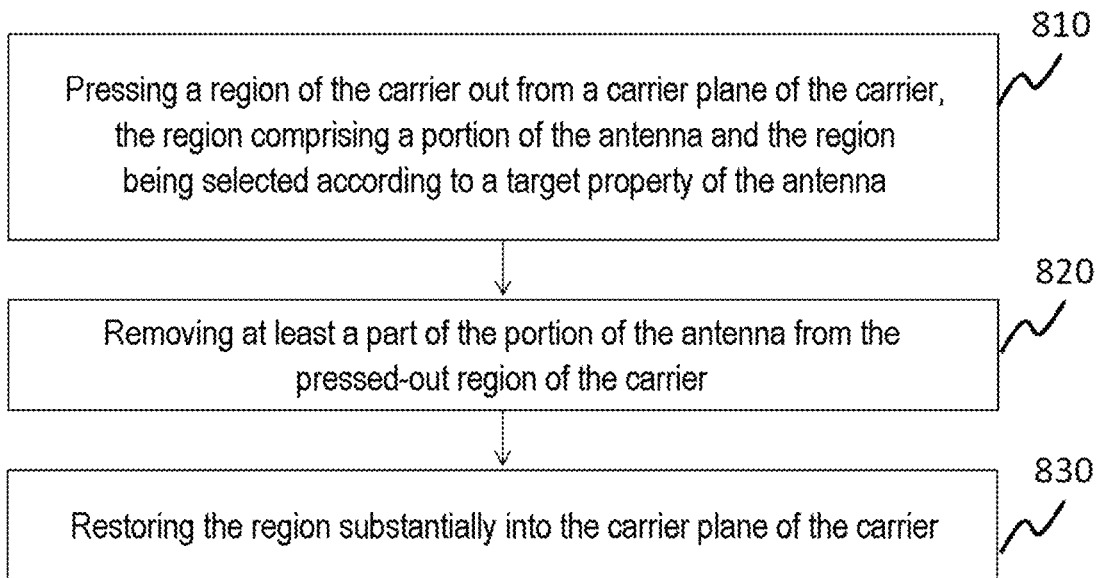 810
Pressing a region of the carrier out from a carrier plane of the carrier,
the region comprising a portion of the antenna and the region
being selected according to a target property of the antenna
820
Removing at least a part of the portion of the antenna from the
pressed-out region of the carrier
830
Restoring the region substantially into the carrier plane of the carrier